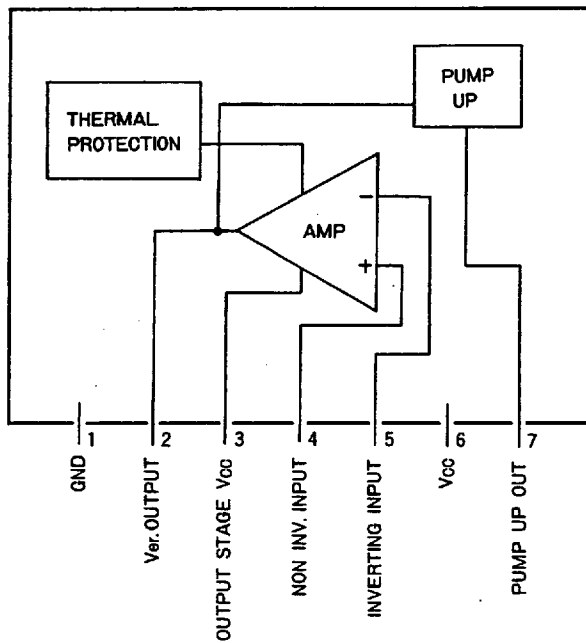 PUMP
UP
THERMAL
PROTECTION
AMP
−
+
1
2
3
4
5
6
7
GND
Ver. OUTPUT
OUTPUT STAGE Vcc
NON INV. INPUT
INVERTING INPUT
Vcc
PUMP UP OUT